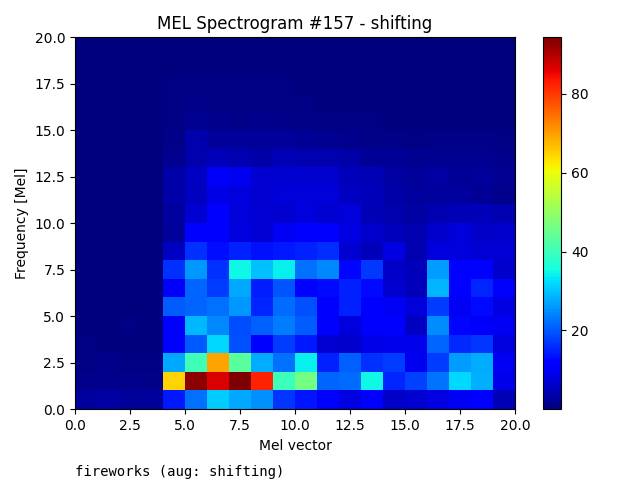 MEL Spectrogram #157 - shifting
20.0
17.5
15.0
12.5
10.0
7.5
5.0
2.5
0.0
Frequency [Mel]
0.0 2.5 5.0 7.5 10.0 12.5 15.0 17.5 20.0
Mel vector
80
60
40
20
fireworks (aug: shifting)